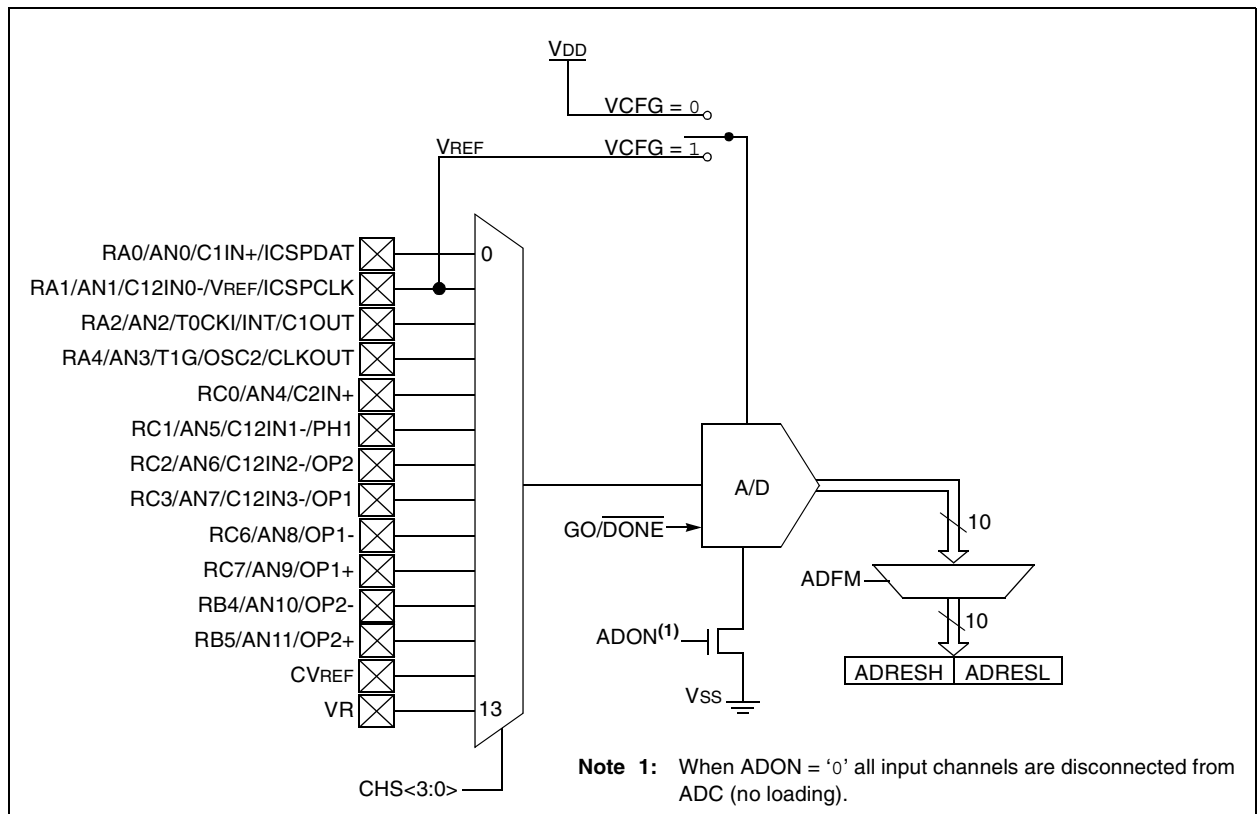 VDD
VCFG = 0
VREF
VCFG = 1
RA0/AN0/C1IN+/ICSPDAT
0
RA1/AN1/C12IN0-/VREF/ICSPCLK
RA2/AN2/T0CKI/INT/C1OUT
RA4/AN3/T1G/OSC2/CLKOUT
RC0/AN4/C2IN+
RC1/AN5/C12IN1-/PH1
RC2/AN6/C12IN2-/OP2
RC3/AN7/C12IN3-/OP1
RC6/AN8/OP1-
RC7/AN9/OP1+
RB4/AN10/OP2-
RB5/AN11/OP2+
CVREF
VR
13
CHS<3:0>
A/D
GO/DONE
10
ADFM
10
ADON(1)
ADRESH ADRESL
VSS
Note 1: When ADON = ‘0’ all input channels are disconnected from
ADC (no loading).